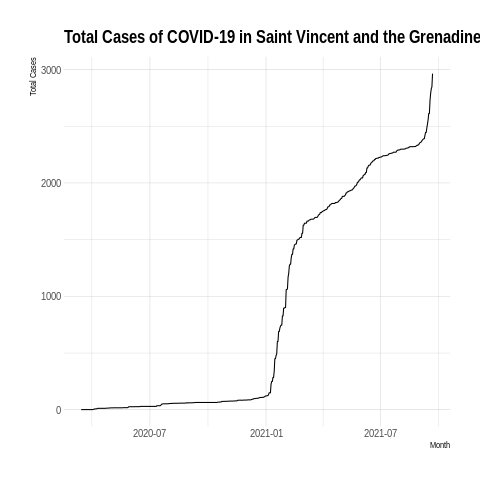 Total Cases of COVID-19 in Saint Vincent and the Grenadine
Total Cases
3000
2000
1000
0
2020-07
2021-01
2021-07
Month